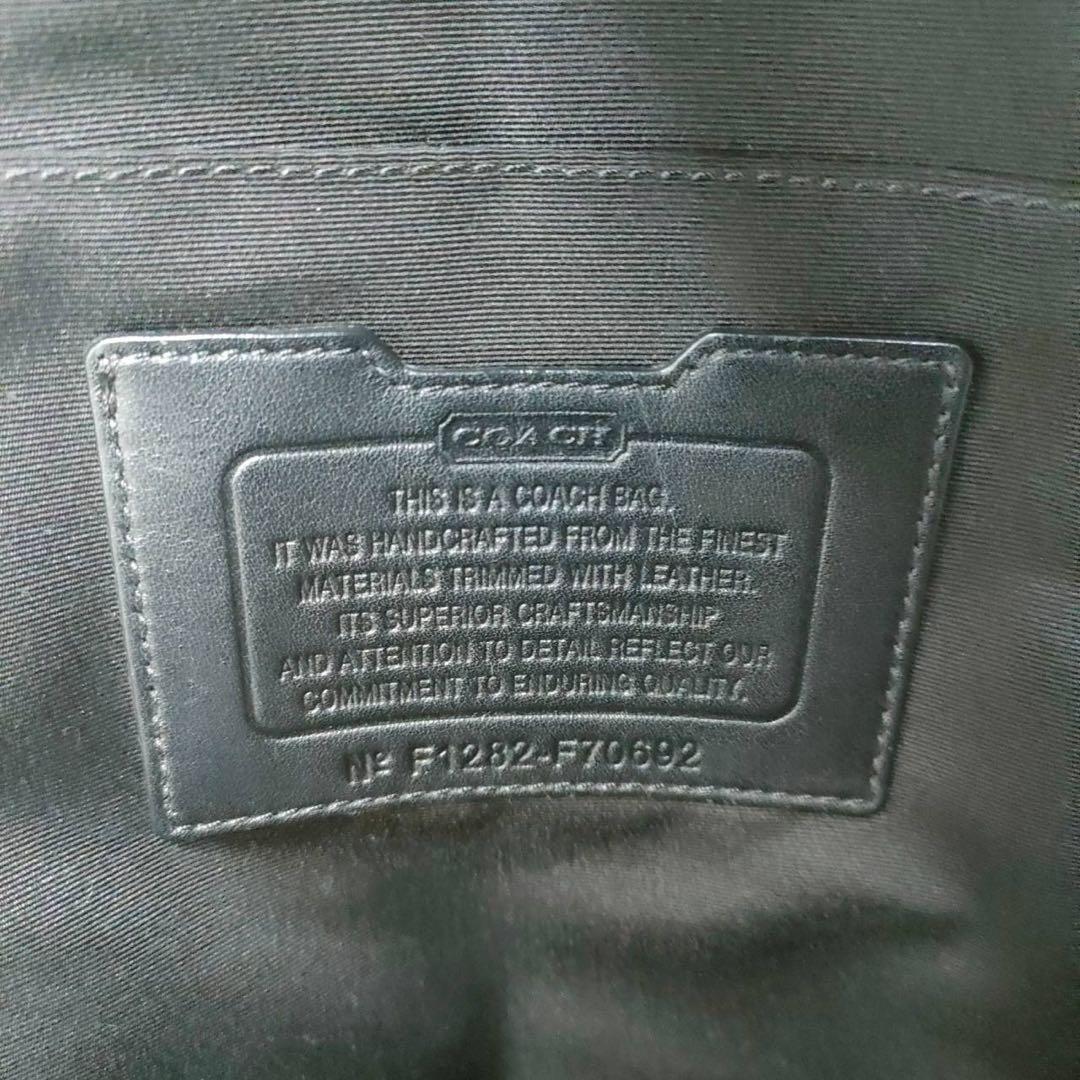 COACH
THIS IS A COACH BAG.
IT WAS HANDCRAFTED FROM THE FINEST
MATERIALS TRIMMED WITH LEATHER.
ITS SUPERIOR CRAFTSMANSHIP
AND ATTENTION TO DETAIL REFLECT OUR
COMMITMENT TO ENDURING QUALITY.
Nº F1282-F70692